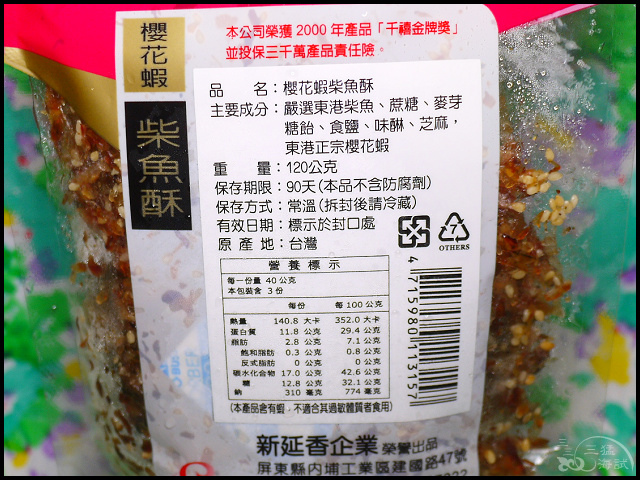 本公司榮獲 2000 年產品「千禧金牌獎」
並投保三千萬產品責任險。
櫻花蝦
柴魚酥
品　　名：櫻花蝦柴魚酥
主要成分：嚴選東港柴魚、蔗糖、麥芽
糖飴、食鹽、味醂、芝麻，
東港正宗櫻花蝦
重　　量：120公克
保存期限：90天(本品不含防腐劑)
保存方式：常溫(拆封後請冷藏)
有效日期：標示於封口處
原 產 地：台灣
7
OTHERS
營 養 標 示
每一份量 40 公克
本包裝含 3 份
每份　每 100 公克
熱量　140.8 大卡　352.0 大卡
蛋白質　11.8 公克　29.4 公克
脂肪　2.8 公克　7.1 公克
飽和脂肪　0.3 公克　0.8 公克
反式脂肪　0 公克　0 公克
碳水化合物　17.0 公克　42.6 公克
糖　12.8 公克　32.1 公克
鈉　310 毫克　774 毫克
(本產品含有蝦，不適合其過敏體質者食用)
4715980113157
新延香企業 榮譽出品
屏東縣內埔工業區建國路47號
三猛海試